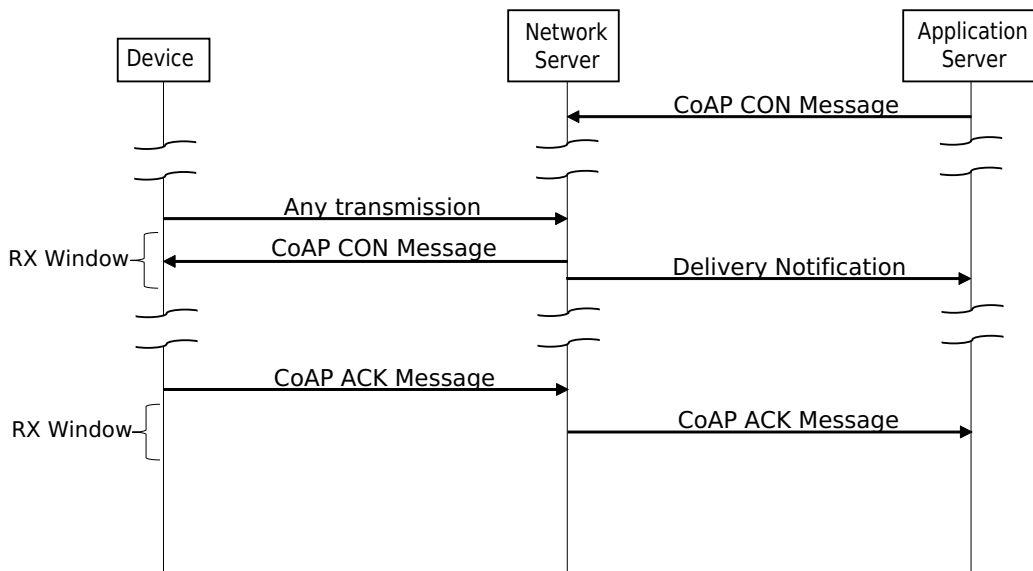 Device
Network
Server
Application
Server
CoAP CON Message
Any transmission
RX Window
CoAP CON Message
Delivery Notification
CoAP ACK Message
RX Window
CoAP ACK Message